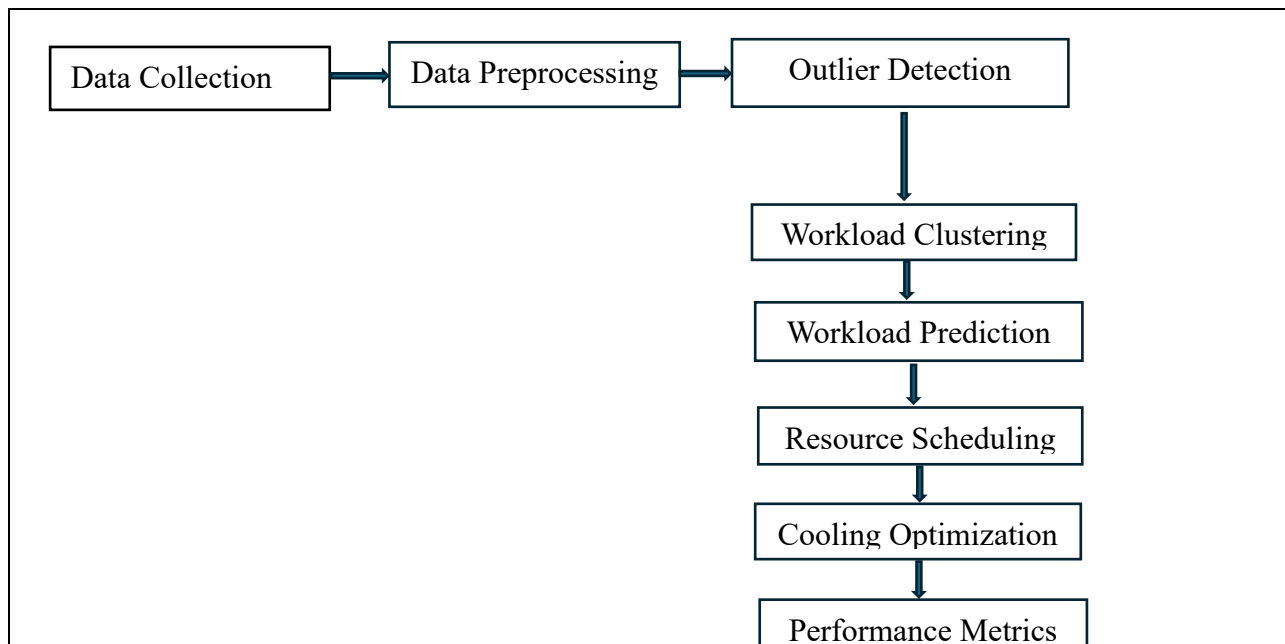 Data Collection
Data Preprocessing
Outlier Detection
Workload Clustering
Workload Prediction
Resource Scheduling
Cooling Optimization
Performance Metrics